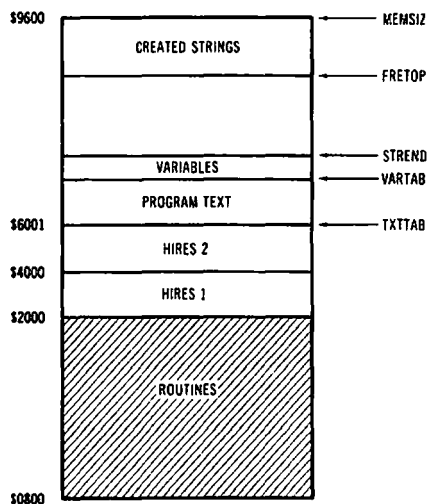 $9600
MEMSIZ
CREATED STRINGS
FRETOP
STREND
VARIABLES
VARTAB
PROGRAM TEXT
$6001
TXTTAB
HIRES 2
$4000
HIRES 1
$2000
ROUTINES
$0800